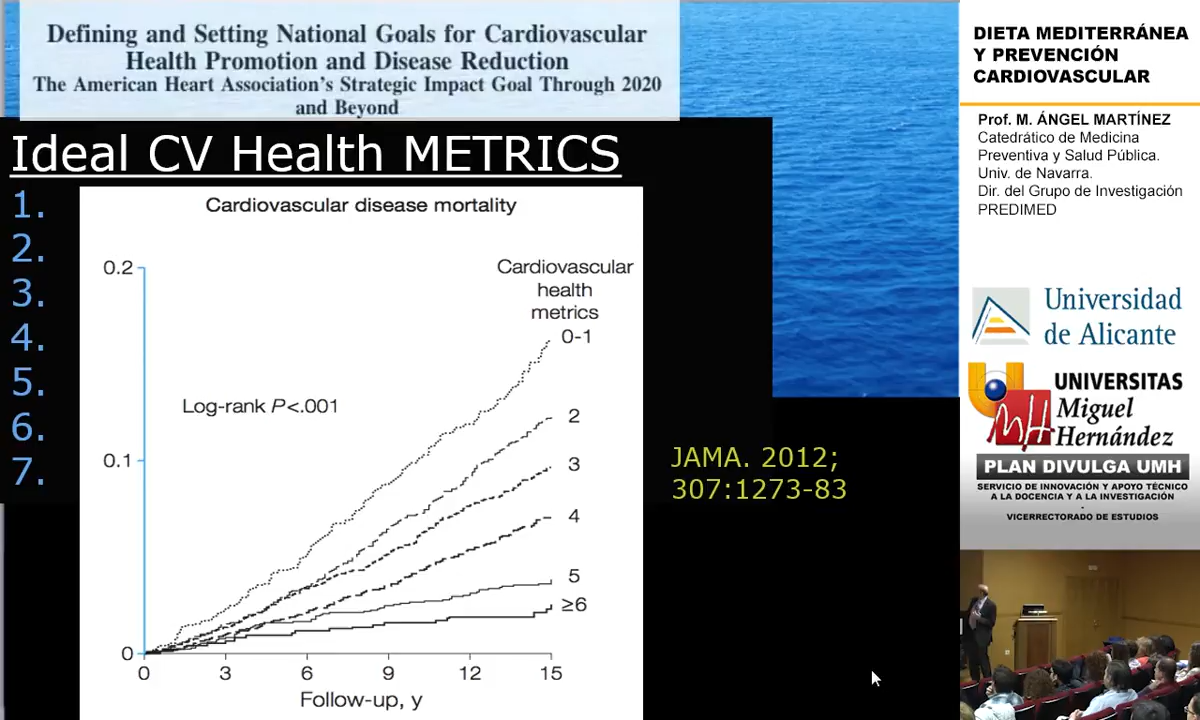 Defining and Setting National Goals for Cardiovascular
Health Promotion and Disease Reduction
The American Heart Association's Strategic Impact Goal Through 2020
and Beyond
Ideal CV Health METRICS
1.
2.
3.
4.
5.
6.
7.
Cardiovascular disease mortality
0.2
0.1
0
Cardiovascular
health
metrics
0-1
2
3
4
5
≥6
Log-rank P<.001
0 3 6 9 12 15
Follow-up, y
JAMA. 2012;
307:1273-83
DIETA MEDITERRÁNEA
Y PREVENCIÓN
CARDIOVASCULAR
Prof. M. ÁNGEL MARTÍNEZ
Catedrático de Medicina
Preventiva y Salud Pública.
Univ. de Navarra.
Dir. del Grupo de Investigación
PREDIMED
Universidad
de Alicante
UNIVERSITAS
Miguel
Hernández
PLAN DIVULGA UMH
SERVICIO DE INNOVACIÓN Y APOYO TÉCNICO
A LA DOCENCIA Y A LA INVESTIGACIÓN
-
VICERRECTORADO DE ESTUDIOS